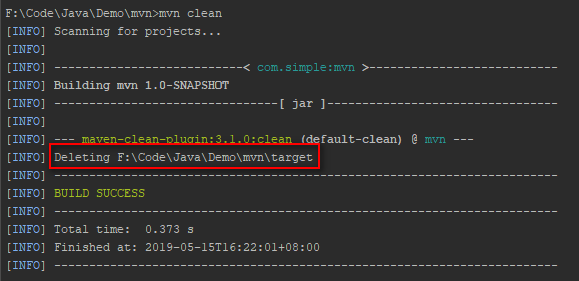 F:\Code\Java\Demo\mvn>mvn clean
[INFO] Scanning for projects...
[INFO]
[INFO] ---------------------------< com.simple:mvn >---------------------------
[INFO] Building mvn 1.0-SNAPSHOT
[INFO] --------------------------------[ jar ]---------------------------------
[INFO]
[INFO] --- maven-clean-plugin:3.1.0:clean (default-clean) @ mvn ---
[INFO] Deleting F:\Code\Java\Demo\mvn\target
[INFO] ------------------------------------------------------------------------
[INFO] BUILD SUCCESS
[INFO] ------------------------------------------------------------------------
[INFO] Total time:  0.373 s
[INFO] Finished at: 2019-05-15T16:22:01+08:00
[INFO] ------------------------------------------------------------------------